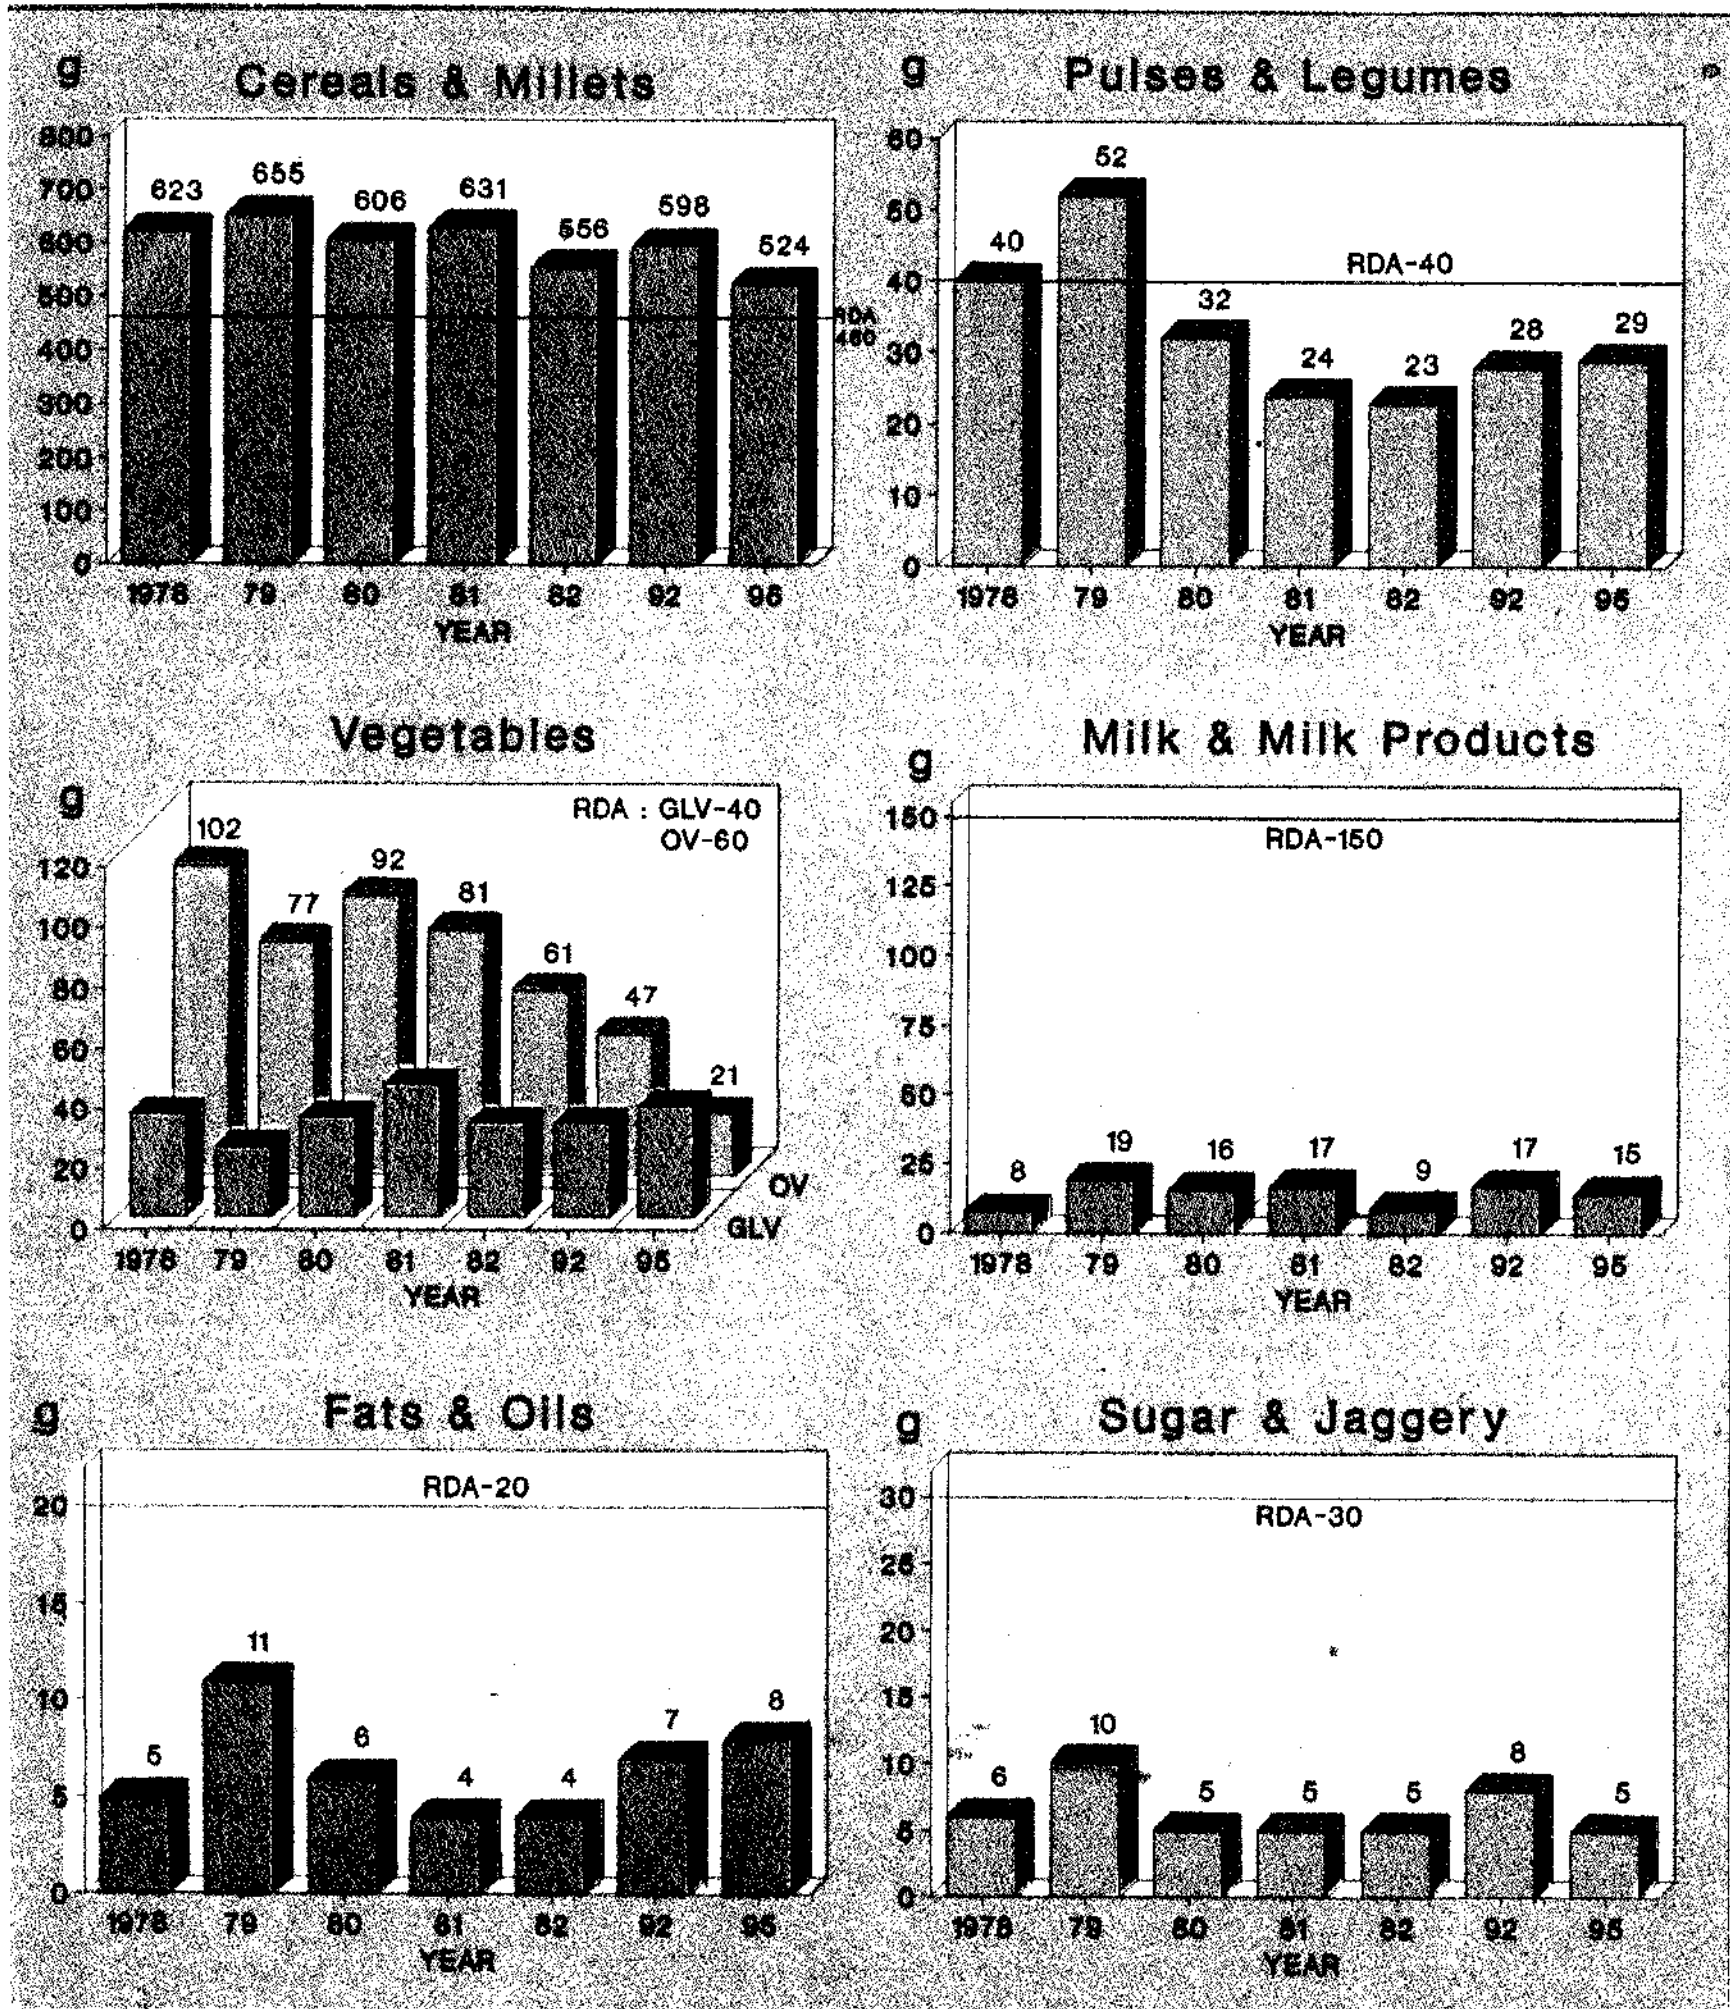 g Cereals & Millets
800
700
600
500
400
300
200
100
0
623 655 606 631 556 598 524
RDA
460
1978 79 80 81 82 92 95
YEAR
g Pulses & Legumes
60
50
40
30
20
10
0
40 52 32 24 23 28 29
RDA-40
1978 79 80 81 82 92 95
YEAR
Vegetables
g
RDA : GLV-40
OV-60
120
100
80
60
40
20
0
102 77 92 81 61 47 21
OV
GLV
1978 79 80 81 82 92 95
YEAR
Milk & Milk Products
g
150
125
100
75
50
25
0
RDA-150
8 19 16 17 9 17 15
1978 79 80 81 82 92 95
YEAR
g Fats & Oils
20
15
10
5
0
RDA-20
5 11 6 4 4 7 8
1978 79 80 81 82 92 95
YEAR
g Sugar & Jaggery
30
25
20
15
10
5
0
RDA-30
6 10 5 5 5 8 5
1978 79 80 81 82 92 95
YEAR